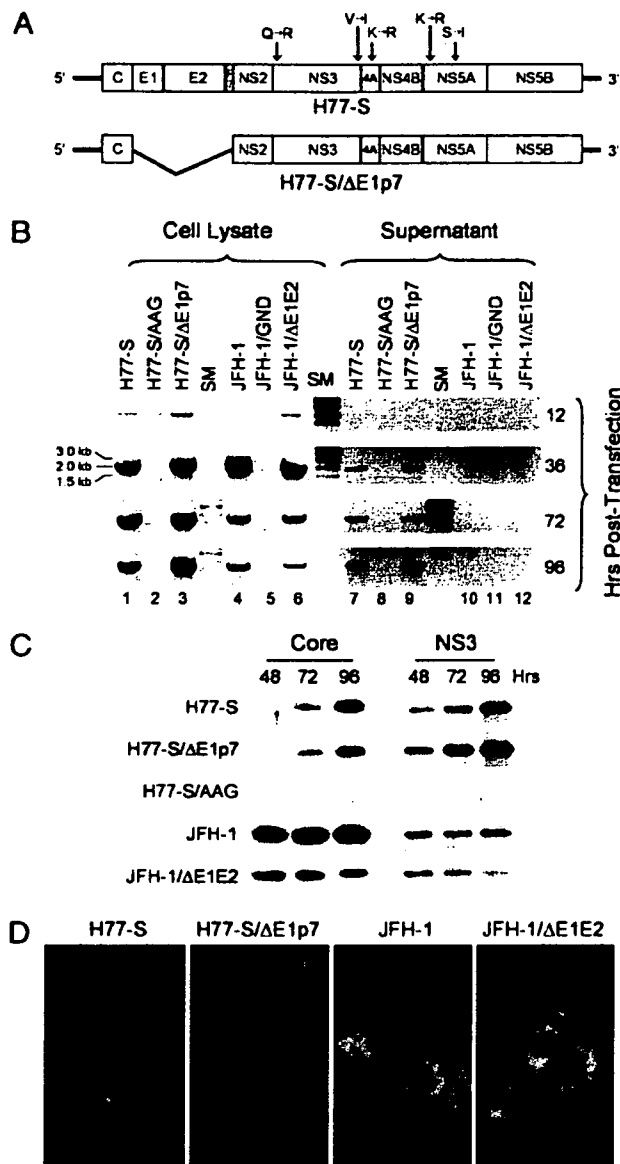 A
Q→R V→I K→R K→R S→I
5' C E1 E2 NS2 NS3 4A NS4B NS5A NS5B 3'
H77-S
5' C NS2 NS3 4A NS4B NS5A NS5B 3'
H77-S/ΔE1p7
B
Cell Lysate Supernatant
H77-S H77-S/AAG H77-S/ΔE1p7 SM JFH-1 JFH-1/GND JFH-1/ΔE1E2 SM H77-S H77-S/AAG H77-S/ΔE1p7 SM JFH-1 JFH-1/GND JFH-1/ΔE1E2
12
3.0 kb
2.0 kb
1.5 kb
36
72
96
Hrs Post-Transfection
1 2 3 4 5 6 7 8 9 10 11 12
C
Core NS3
48 72 96 48 72 96 Hrs
H77-S
H77-S/ΔE1p7
H77-S/AAG
JFH-1
JFH-1/ΔE1E2
D
H77-S H77-S/ΔE1p7 JFH-1 JFH-1/ΔE1E2